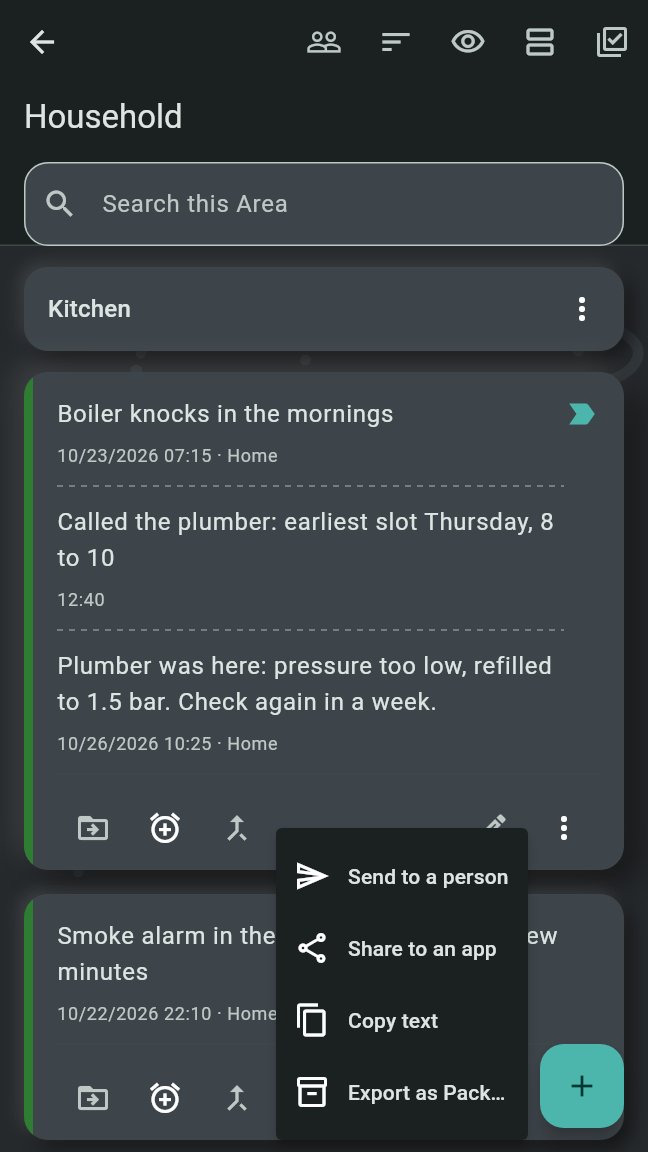 Household
Search this Area
Kitchen
Boiler knocks in the mornings
10/23/2026 07:15 · Home
Called the plumber: earliest slot Thursday, 8
to 10
12:40
Plumber was here: pressure too low, refilled
to 1.5 bar. Check again in a week.
10/26/2026 10:25 · Home
Smoke alarm in the
minutes
10/22/2026 22:10 · Home
Send to a person
Share to an app
Copy text
Export as Pack…